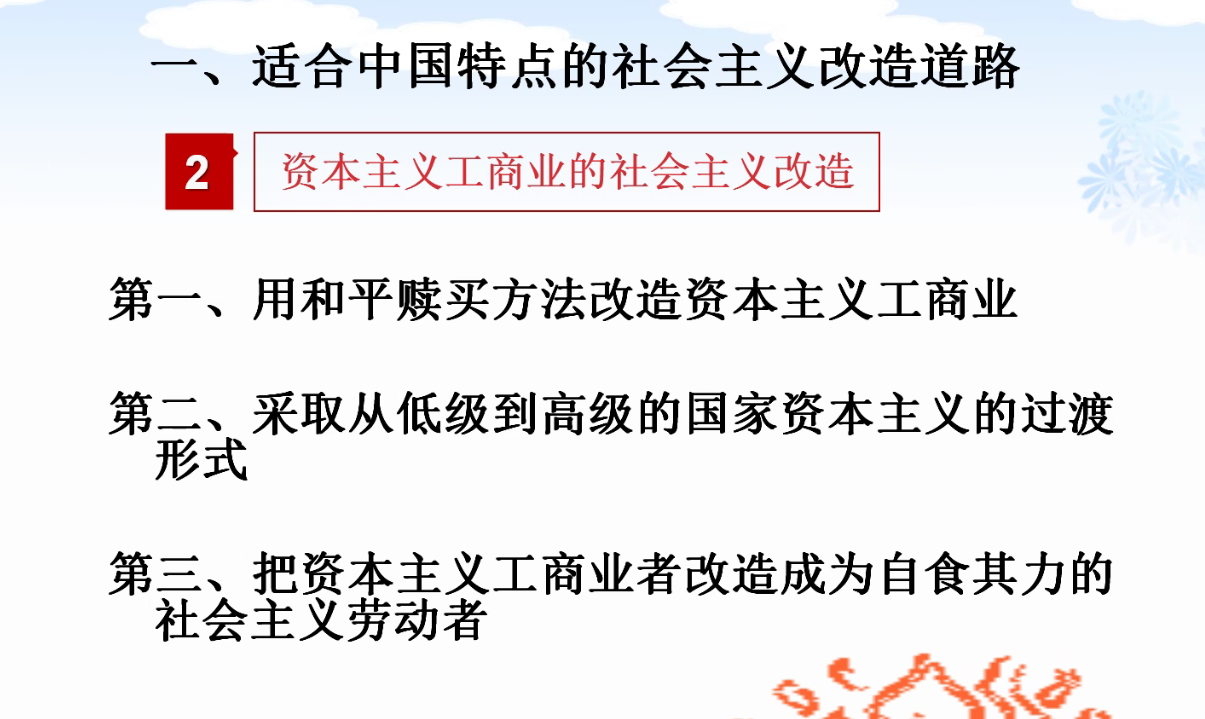 一、适合中国特点的社会主义改造道路
2
资本主义工商业的社会主义改造
第一、用和平赎买方法改造资本主义工商业
第二、采取从低级到高级的国家资本主义的过渡
形式
第三、把资本主义工商业者改造成为自食其力的
社会主义劳动者